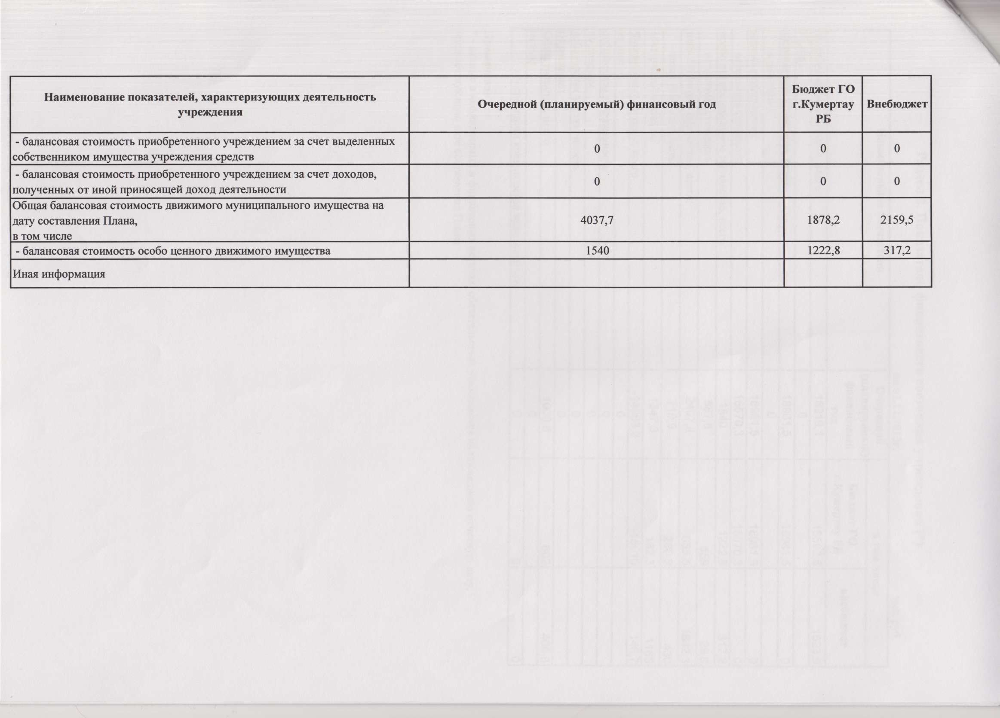 Наименование показателей, характеризующих деятельность
учреждения
Очередной (планируемый) финансовый год
Бюджет ГО
г.Кумертау
РБ
Внебюджет
- балансовая стоимость приобретенного учреждением за счет выделенных
собственником имущества учреждения средств
0
0
0
- балансовая стоимость приобретенного учреждением за счет доходов,
полученных от иной приносящей доход деятельности
0
0
0
Общая балансовая стоимость движимого муниципального имущества на
дату составления Плана,
в том числе
4037,7
1878,2
2159,5
- балансовая стоимость особо ценного движимого имущества
1540
1222,8
317,2
Иная информация